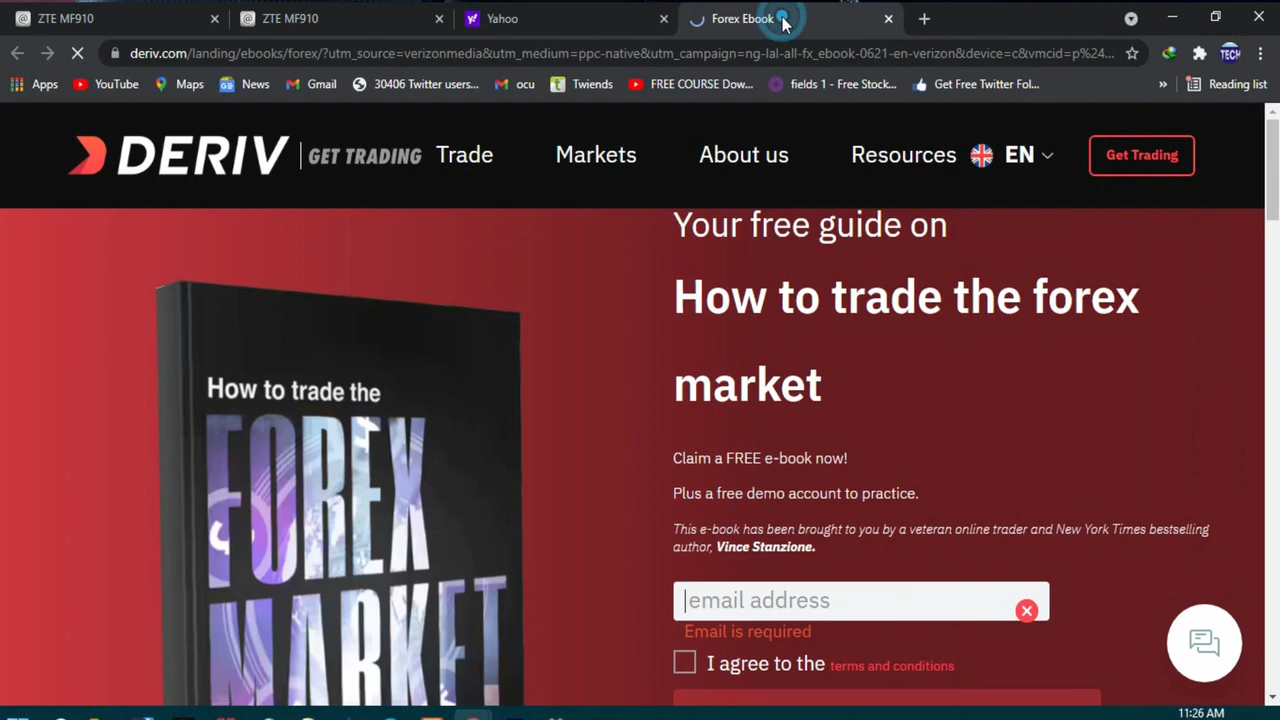 ZTE MF910
ZTE MF910
Yahoo
Forex Ebook
deriv.com/landing/ebooks/forex/?utm_source=verizonmedia&utm_medium=ppc-native&utm_campaign=ng-lal-all-fx_ebook-0621-en-verizon&device=c&vmcid=p%24...
TECH
Apps
YouTube
Maps
News
Gmail
30406 Twitter users...
ocu
Twiends
FREE COURSE Dow...
fields 1 - Free Stock...
Get Free Twitter Fol...
»
Reading list
DERIV
GET TRADING
Trade
Markets
About us
Resources
EN
Get Trading
Your free guide on
How to trade the forex
market
Claim a FREE e-book now!
Plus a free demo account to practice.
This e-book has been brought to you by a veteran online trader and New York Times bestselling
author, Vince Stanzione.
email address
Email is required
I agree to the terms and conditions
How to trade the
FOREX
MARKET
11:26 AM